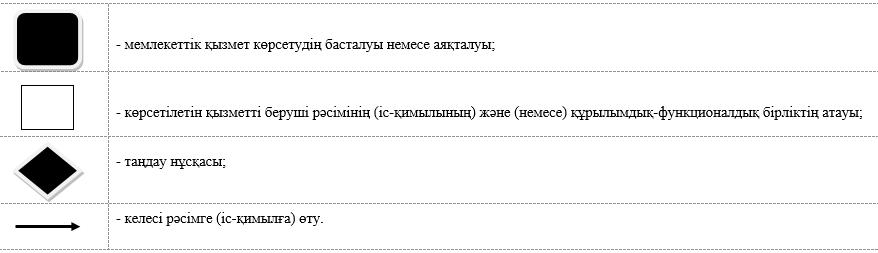 - мемлекеттік қызмет көрсетудің басталуы немесе аяқталуы;
- көрсетілетін қызметті беруші рәсімінің (іс-қимылының) және (немесе) құрылымдық-функционалдық бірліктің атауы;
- таңдау нұсқасы;
- келесі рәсімге (іс-қимылға) өту.